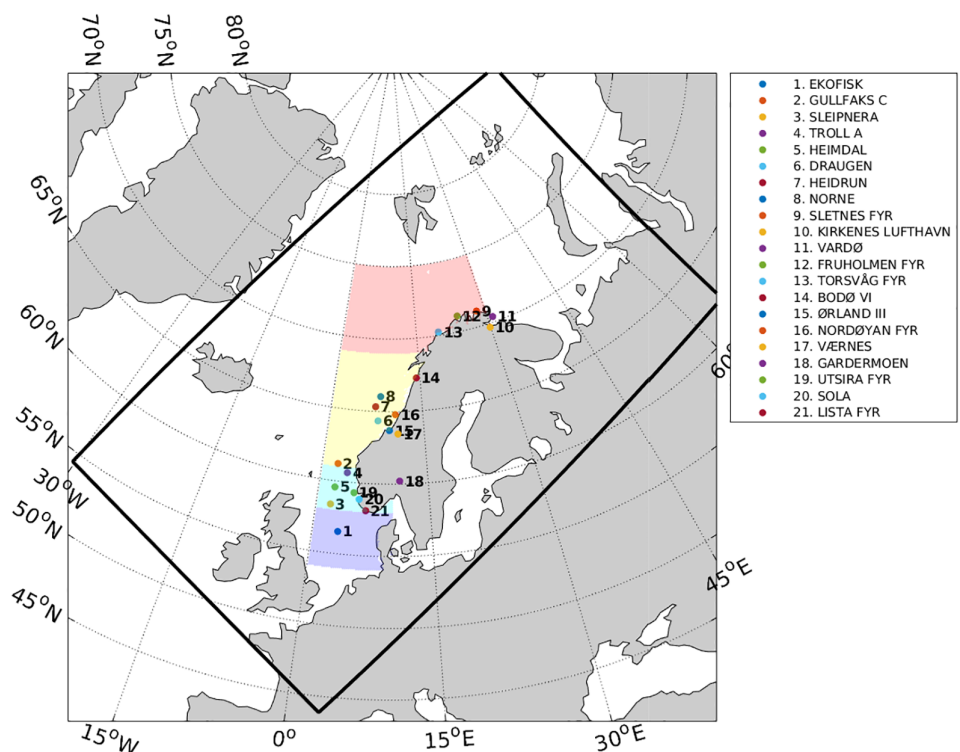 70°N
75°N
80°N
65°N
60°N
55°N
30°W
50°N
45°N
15°W
0°
15°E
30°E
45°E
4
9
12
11
10
13
14
8
7
16
6
15
17
2
4
18
5
19
20
3
21
1
1. EKOFISK
2. GULLFAKS C
3. SLEIPNERA
4. TROLL A
5. HEIMDAL
6. DRAUGEN
7. HEIDRUN
8. NORNE
9. SLETNES FYR
10. KIRKENES LUFTHAVN
11. VARDØ
12. FRUHOLMEN FYR
13. TORSVÅG FYR
14. BODØ VI
15. ØRLAND III
16. NORDØYAN FYR
17. VÆRNES
18. GARDERMOEN
19. UTSIRA FYR
20. SOLA
21. LISTA FYR